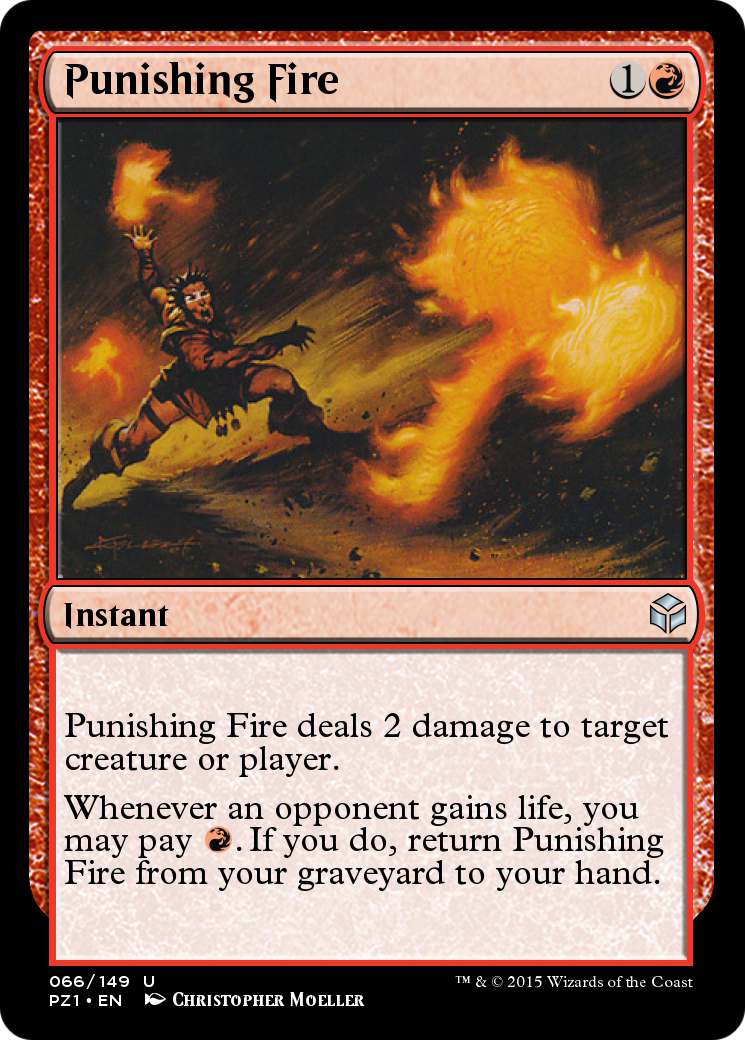 Punishing Fire 1
Instant
Punishing Fire deals 2 damage to target
creature or player.
Whenever an opponent gains life, you
may pay . If you do, return Punishing
Fire from your graveyard to your hand.
066/149 U
™ & © 2015 Wizards of the Coast
PZ1 • EN Christopher Moeller